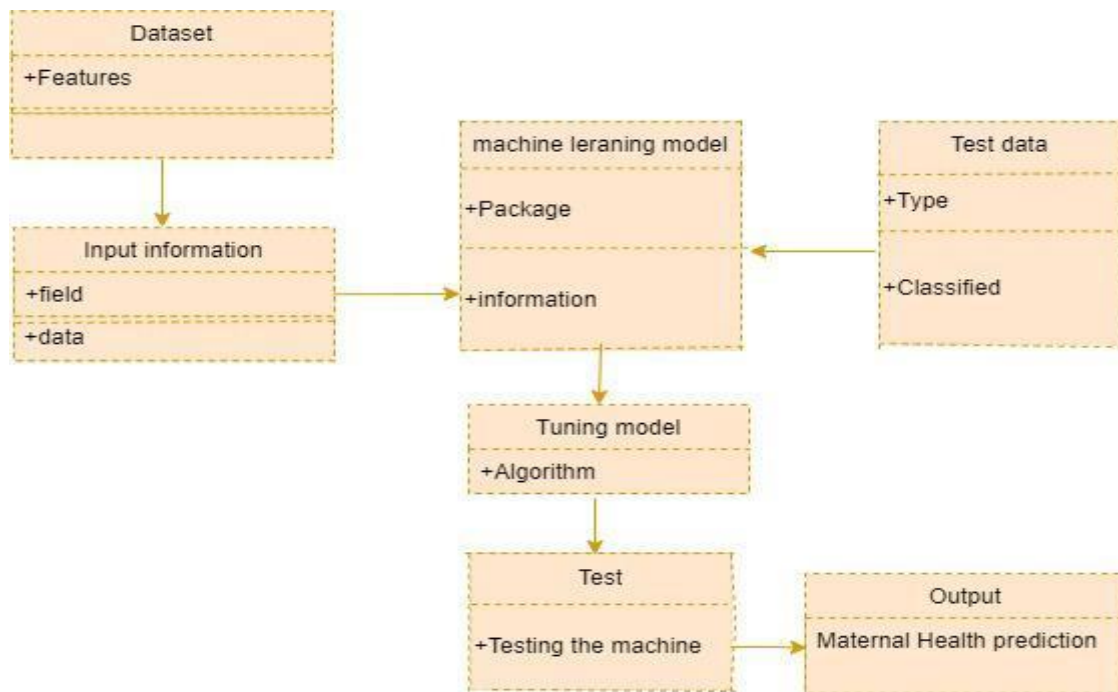 Dataset
+Features
Input information
+field
+data
machine leraning model
+Package
+information
Test data
+Type
+Classified
Tuning model
+Algorithm
Test
+Testing the machine
Output
Maternal Health prediction